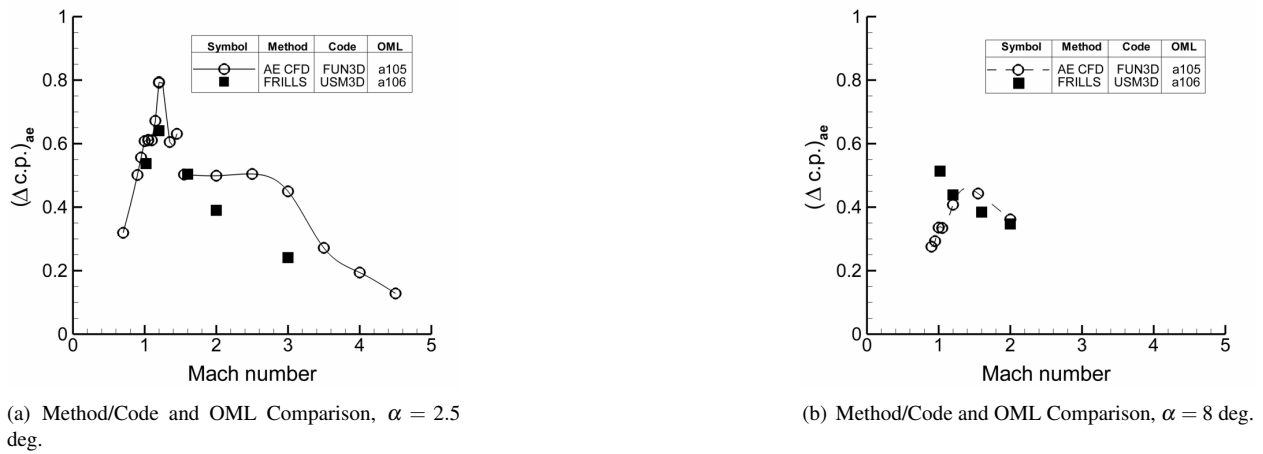 1
0.8
0.6
0.4
0.2
0
0 1 2 3 4 5
Mach number
(Δ c.p.)ae
Symbol Method Code OML
AE CFD FUN3D a105
FRILLS USM3D a106
(a) Method/Code and OML Comparison, α = 2.5
deg.
1
0.8
0.6
0.4
0.2
0
0 1 2 3 4 5
Mach number
(Δ c.p.)ae
Symbol Method Code OML
AE CFD FUN3D a105
FRILLS USM3D a106
(b) Method/Code and OML Comparison, α = 8 deg.